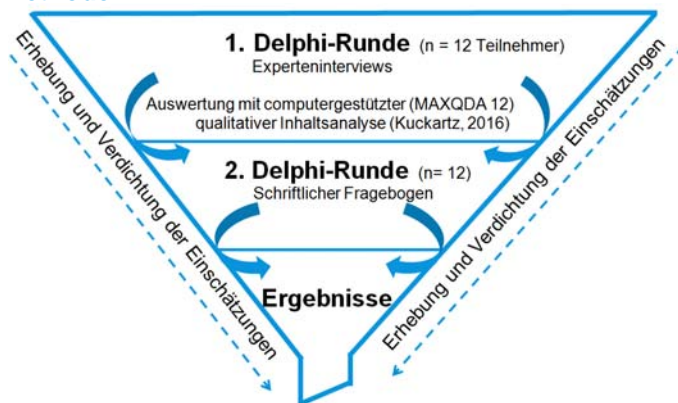 1. Delphi-Runde (n = 12 Teilnehmer)
Experteninterviews
Auswertung mit computergestützter (MAXQDA 12)
qualitativer Inhaltsanalyse (Kuckartz, 2016)
2. Delphi-Runde (n= 12)
Schriftlicher Fragebogen
Ergebnisse
Erhebung und Verdichtung der Einschätzungen
Erhebung und Verdichtung der Einschätzungen